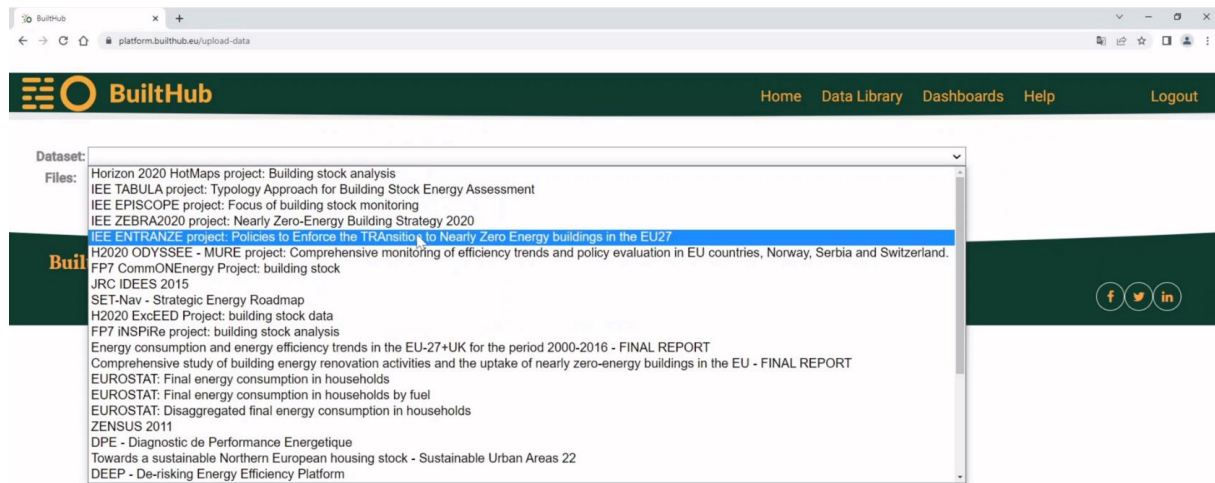 BuiltHub
platform.builthub.eu/upload-data
BuiltHub
Home Data Library Dashboards Help Logout
Dataset:
Files:
Horizon 2020 HotMaps project: Building stock analysis
IEE TABULA project: Typology Approach for Building Stock Energy Assessment
IEE EPISCOPE project: Focus of building stock monitoring
IEE ZEBRA2020 project: Nearly Zero-Energy Building Strategy 2020
IEE ENTRANZE project: Policies to Enforce the TRAnsition to Nearly Zero Energy buildings in the EU27
H2020 ODYSSEE - MURE project: Comprehensive monitoring of efficiency trends and policy evaluation in EU countries, Norway, Serbia and Switzerland.
Buil
FP7 CommONEnergy Project: building stock
JRC IDEES 2015
SET-Nav - Strategic Energy Roadmap
H2020 ExcEED Project: building stock data
FP7 iNSPiRe project: building stock analysis
Energy consumption and energy efficiency trends in the EU-27+UK for the period 2000-2016 - FINAL REPORT
Comprehensive study of building energy renovation activities and the uptake of nearly zero-energy buildings in the EU - FINAL REPORT
EUROSTAT: Final energy consumption in households
EUROSTAT: Final energy consumption in households by fuel
EUROSTAT: Disaggregated final energy consumption in households
ZENSUS 2011
DPE - Diagnostic de Performance Energetique
Towards a sustainable Northern European housing stock - Sustainable Urban Areas 22
DEEP - De-risking Energy Efficiency Platform